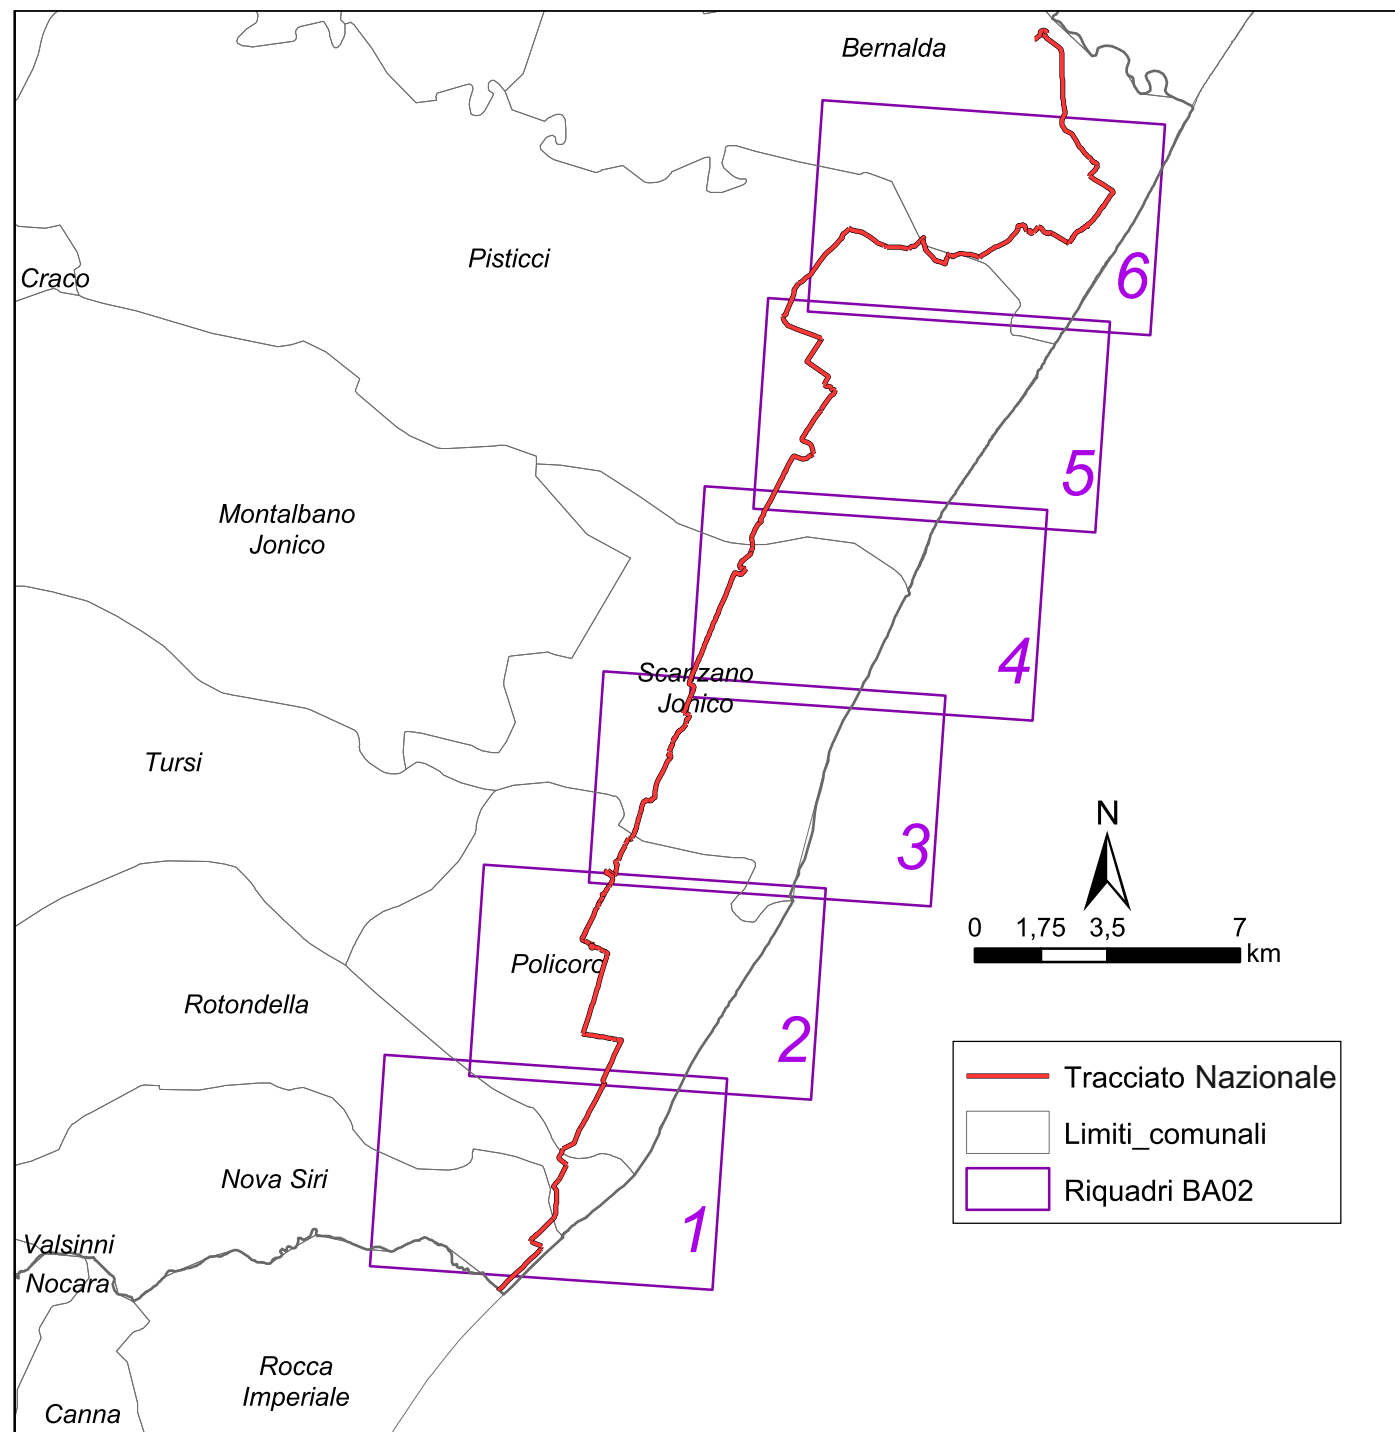 Bernalda
Pisticci
Craco
6
5
Montalbano
Jonico
4
Scanzano
Jonico
Tursi
3
N
0 1,75 3,5 7
km
Policoro
Rotondella
2
Tracciato Nazionale
Limiti_comunali
Riquadri BA02
Nova Siri
1
Valsinni
Nocara
Rocca
Imperiale
Canna